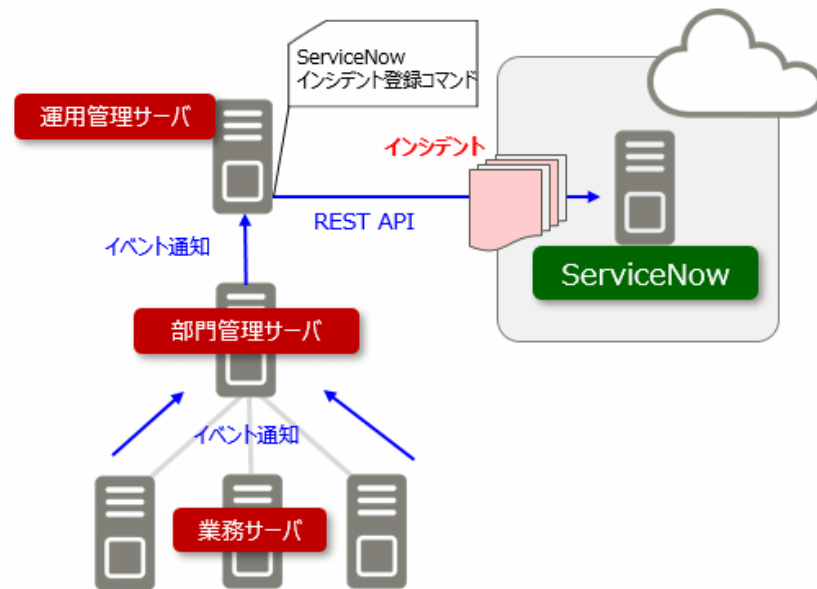 ServiceNow
インシデント登録コマンド
運用管理サーバ
インシデント
REST API
イベント通知
ServiceNow
部門管理サーバ
イベント通知
業務サーバ